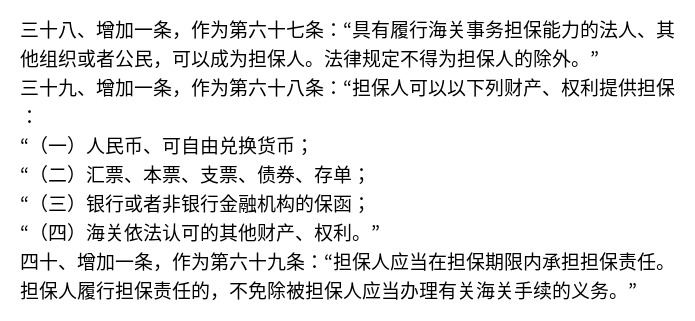 三十八、增加一条，作为第六十七条：“具有履行海关事务担保能力的法人、其
他组织或者公民，可以成为担保人。法律规定不得为担保人的除外。”
三十九、增加一条，作为第六十八条：“担保人可以以下列财产、权利提供担保
：
“（一）人民币、可自由兑换货币；
“（二）汇票、本票、支票、债券、存单；
“（三）银行或者非银行金融机构的保函；
“（四）海关依法认可的其他财产、权利。”
四十、增加一条，作为第六十九条：“担保人应当在担保期限内承担担保责任。
担保人履行担保责任的，不免除被担保人应当办理有关海关手续的义务。”